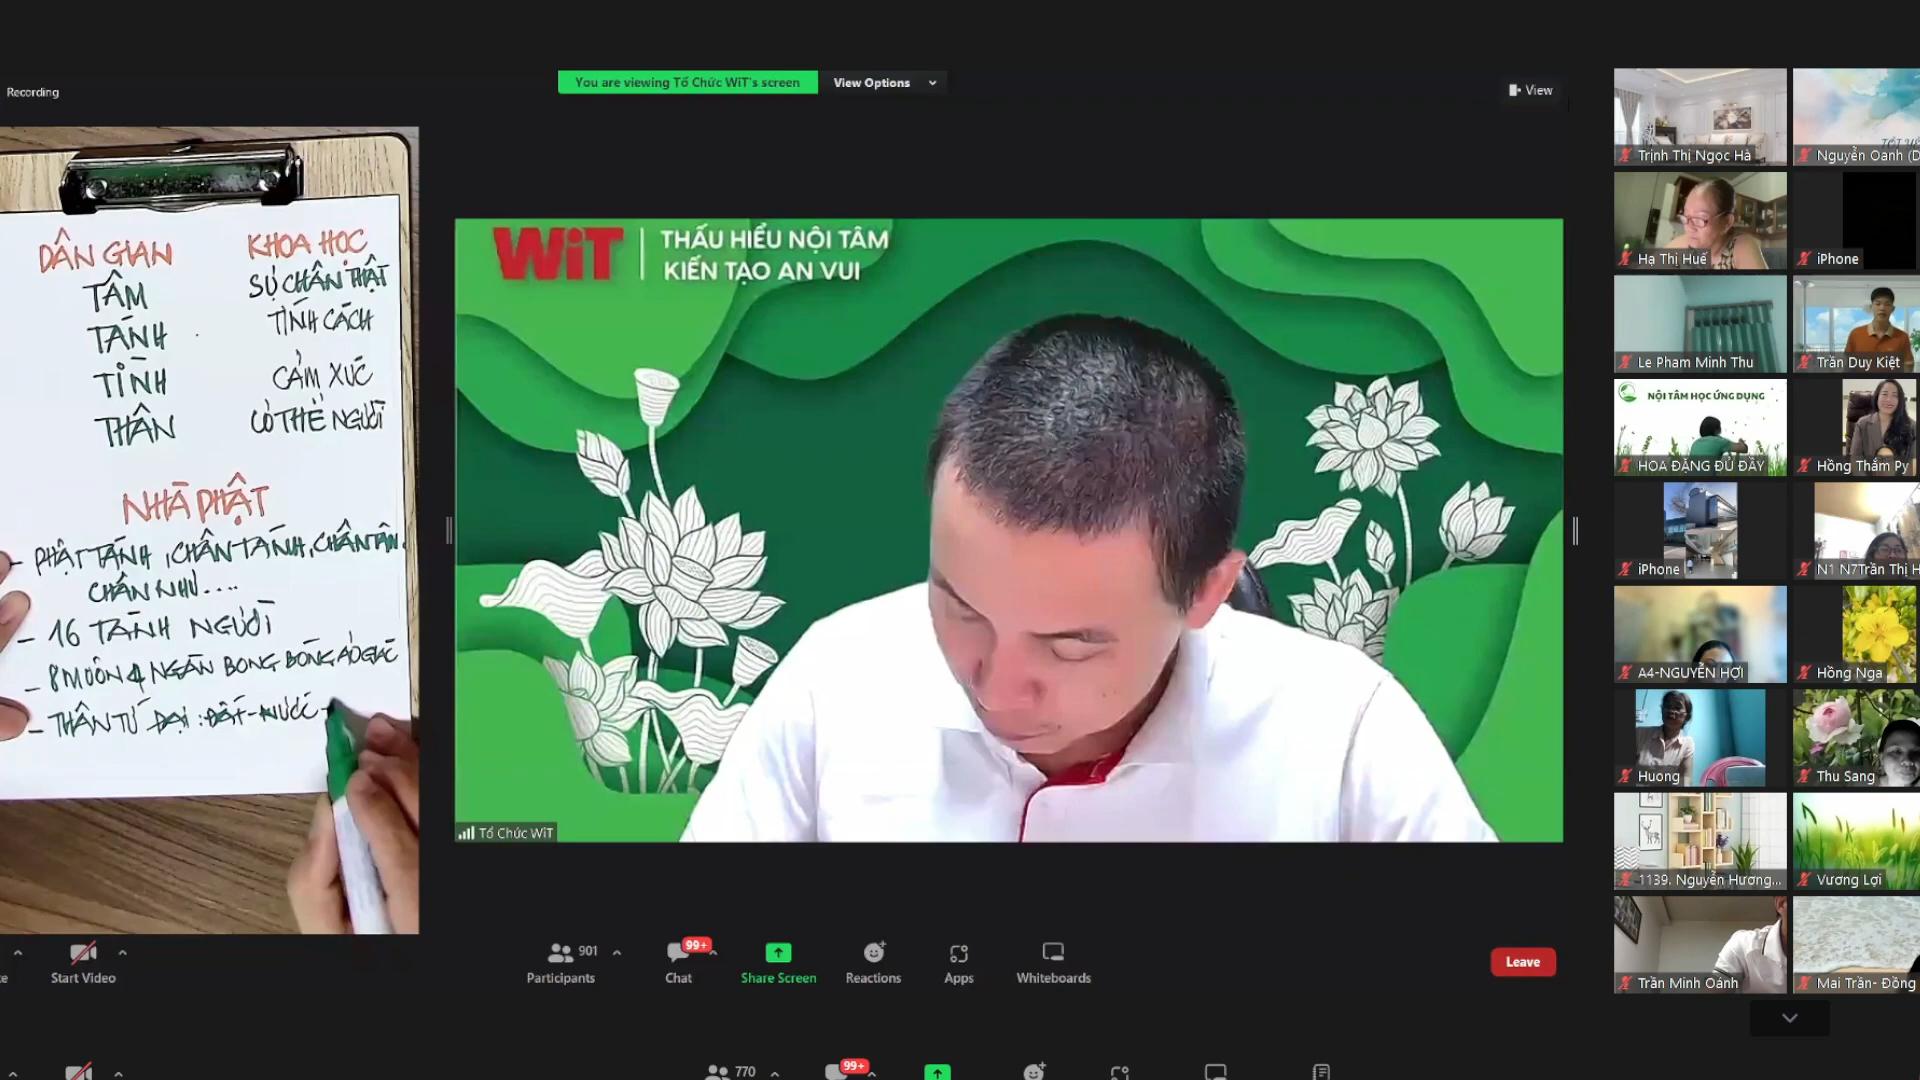 You are viewing Tổ Chức WiT's screen
View Options
Recording
View
DÂN GIAN
KHOA HỌC
TÂM
SỰ CHÂN THẬT
TÁNH
TÍNH CÁCH
TÌNH
CẢM XÚC
THÂN
CƠ THỂ NGƯỜI
NHÀ PHẬT
- PHẬT TÁNH, CHÂN TÁNH, CHÂN TÂM.
CHÂN NHƯ....
- 16 TÁNH NGƯỜI
- 8 MUÔN 4 NGÀN BONG BÓNG ẢO GIÁC
- THÂN TỨ ĐẠI: ĐẤT - NƯỚC -
WiT
THẤU HIỂU NỘI TÂM
KIẾN TẠO AN VUI
Tổ Chức WiT
Trịnh Thị Ngọc Hà
Nguyễn Oanh (D
Hạ Thị Huế
iPhone
Le Pham Minh Thu
Trần Duy Kiệt
NỘI TÂM HỌC ỨNG DỤNG
HOA ĐẶNG ĐỦ ĐẦY
Hồng Thắm Py
iPhone
N1 N7Trần Thị H
A4-NGUYỄN HỢI
Hồng Nga
Huong
Thu Sang
1139. Nguyễn Hương...
Vương Lợi
Trần Minh Oánh
Mai Trần- Đồng
Start Video
901
Participants
99+
Chat
Share Screen
Reactions
Apps
Whiteboards
Leave
770
99+